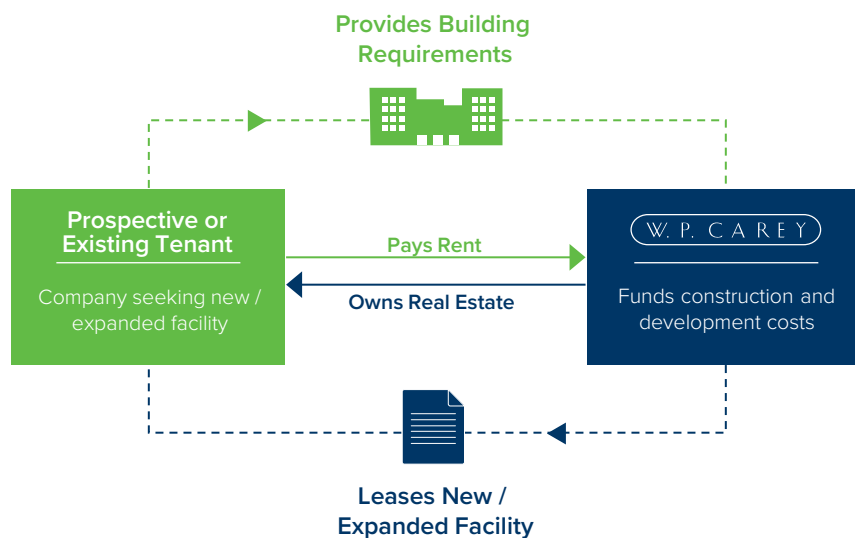 Provides Building
Requirements
Prospective or
Existing Tenant
Company seeking new /
expanded facility
Pays Rent
Owns Real Estate
W. P. CAREY
Funds construction and
development costs
Leases New /
Expanded Facility